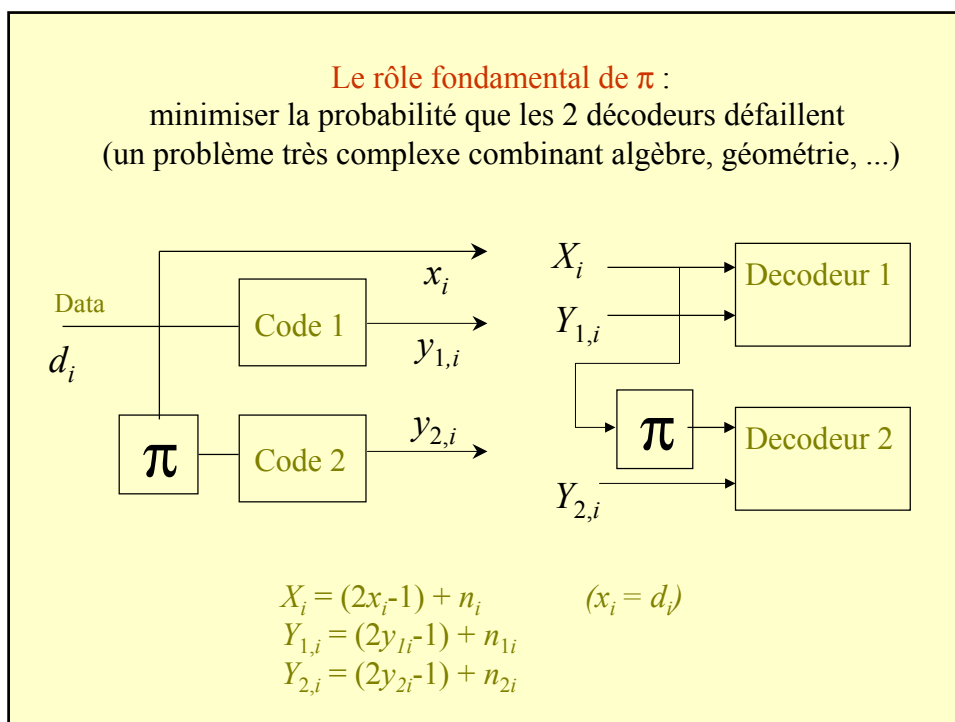 Le rôle fondamental de π :
minimiser la probabilité que les 2 décodeurs défaillent
(un problème très complexe combinant algèbre, géométrie, ...)
Data
d_i
x_i
Code 1
y_{1,i}
π
Code 2
y_{2,i}
X_i
Y_{1,i}
Decodeur 1
π
Decodeur 2
Y_{2,i}
X_i = (2x_i-1) + n_i (x_i = d_i)
Y_{1,i} = (2y_{1i}-1) + n_{1i}
Y_{2,i} = (2y_{2i}-1) + n_{2i}